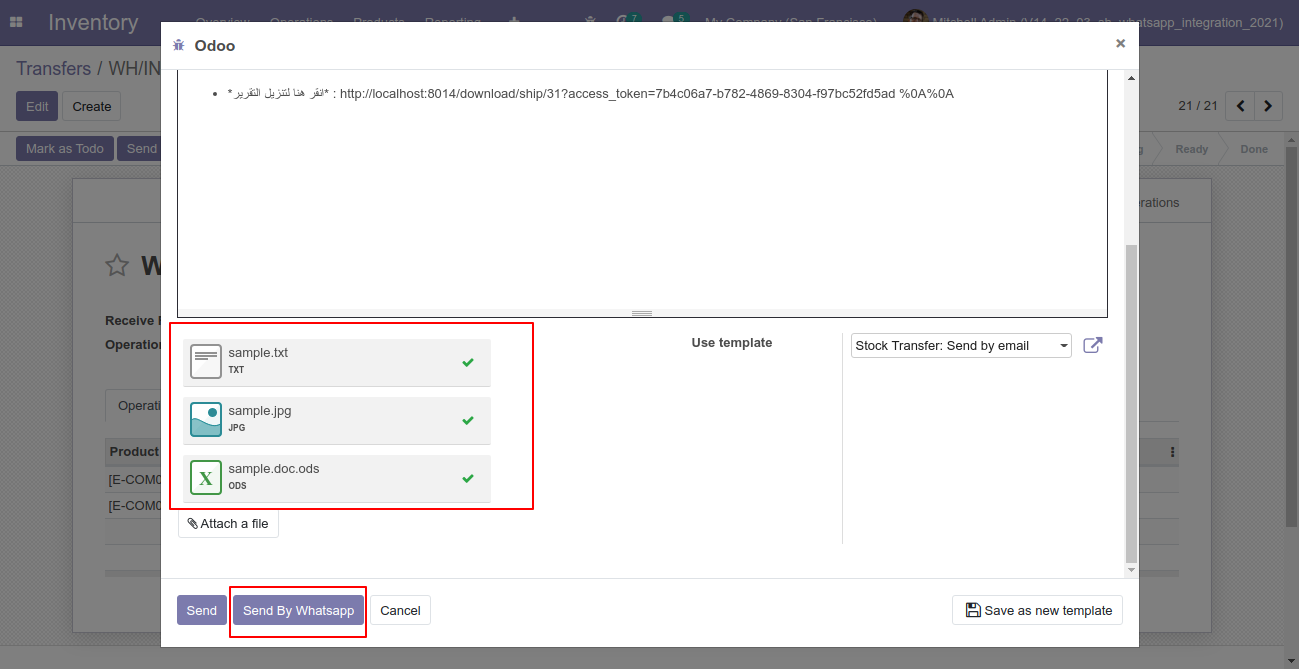 Inventory
Overview Operations Products Reporting 7 5 My Company (San Francisco) Mitchell Admin (V14_22_03_sh_whatsapp_integration_2021)
Transfers / WH/IN
Edit Create
21 / 21
Mark as Todo Send
Ready Done
Odoo ×
*انقر هنا لتنزيل التقرير* : http://localhost:8014/download/ship/31?access_token=7b4c06a7-b782-4869-8304-f97bc52fd5ad %0A%0A
W
Receive
Operation
Operati
Product
[E-COM0
[E-COM0
sample.txt
TXT
sample.jpg
JPG
sample.doc.ods
ODS
Attach a file
Use template Stock Transfer: Send by email
Send Send By Whatsapp Cancel Save as new template